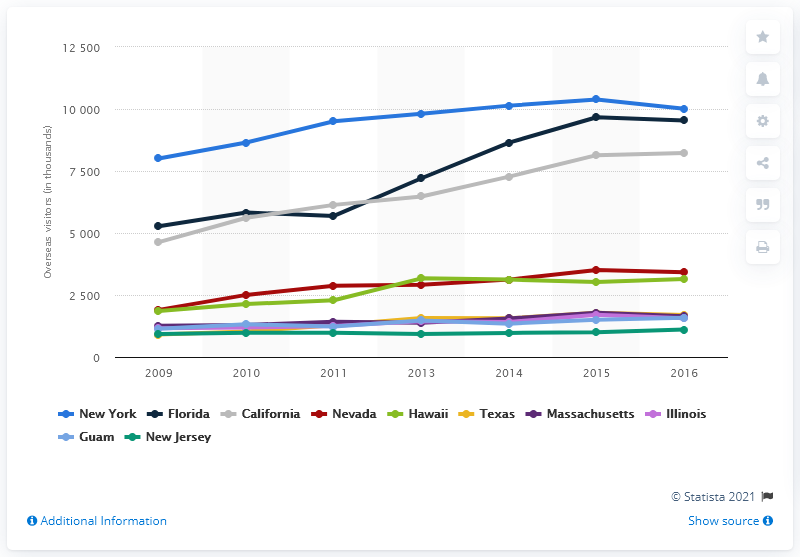 12 500
10 000
7 500
5 000
2 500
0
Overseas visitors (in thousands)
2009 2010 2011 2013 2014 2015 2016
New York Florida California Nevada Hawaii Texas Massachusetts Illinois
Guam New Jersey
© Statista 2021
Additional Information Show source